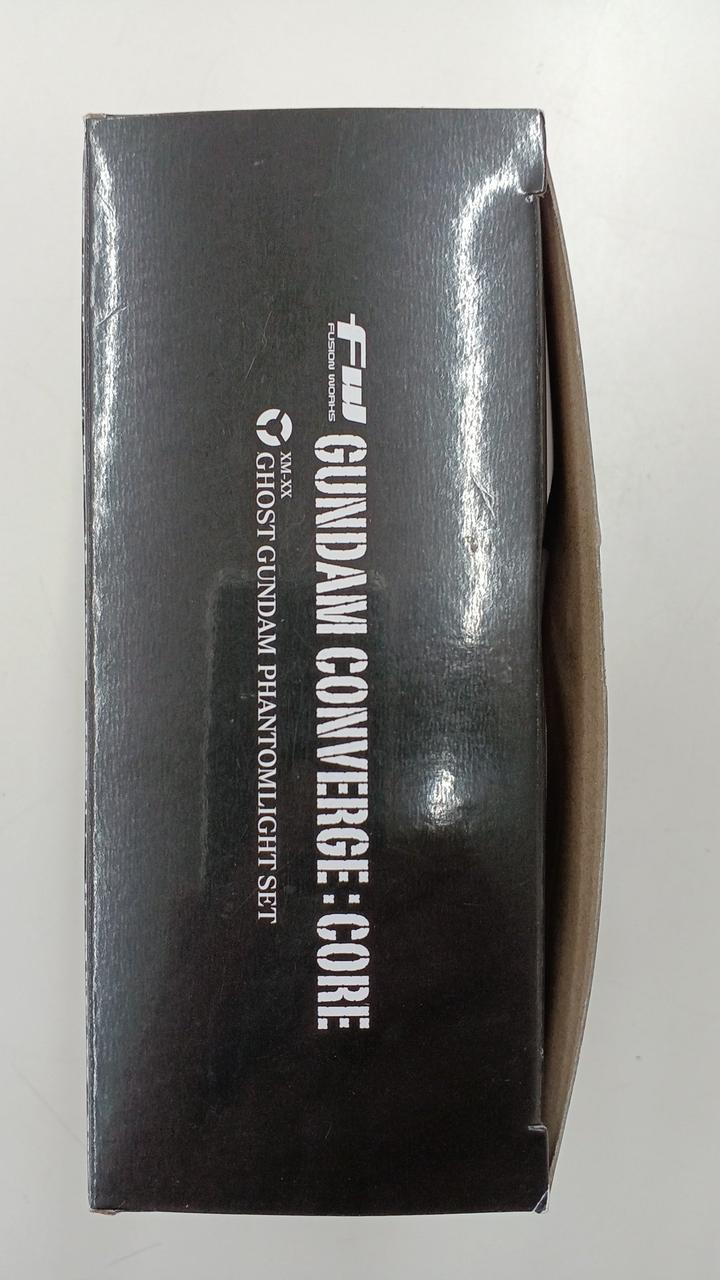 FW
FUSION WORKS
GUNDAM CONVERGE : CORE
XM-XX
GHOST GUNDAM PHANTOMLIGHT SET